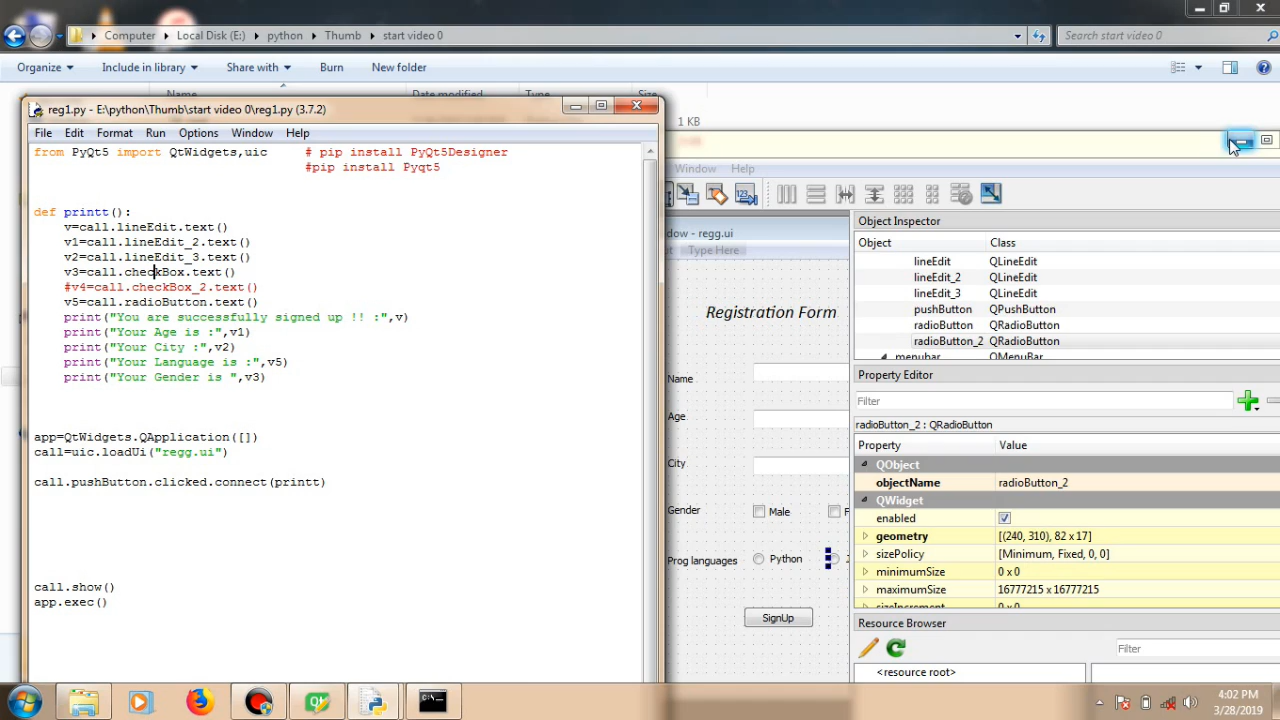 Computer
Local Disk (E:)
python
Thumb
start video 0
Search start video 0
Organize
Include in library
Share with
Burn
New folder
1 KB
reg1.py - E:\python\Thumb\start video 0\reg1.py (3.7.2)
File Edit Format Run Options Window Help
from PyQt5 import QtWidgets,uic # pip install PyQt5Designer
#pip install Pyqt5
def printt():
v=call.lineEdit.text()
v1=call.lineEdit_2.text()
v2=call.lineEdit_3.text()
v3=call.checkBox.text()
#v4=call.checkBox_2.text()
v5=call.radioButton.text()
print("You are successfully signed up !! :",v)
print("Your Age is :",v1)
print("Your City :",v2)
print("Your Language is :",v5)
print("Your Gender is ",v3)
app=QtWidgets.QApplication([])
call=uic.loadUi("regg.ui")
call.pushButton.clicked.connect(printt)
call.show()
app.exec()
Window Help
- regg.ui
Type Here
Registration Form
Name
Age
City
Gender Male
Prog languages Python
SignUp
Object Inspector
Object Class
lineEdit QLineEdit
lineEdit_2 QLineEdit
lineEdit_3 QLineEdit
pushButton QPushButton
radioButton QRadioButton
radioButton_2 QRadioButton
menubar QMenuBar
Property Editor
Filter
radioButton_2 : QRadioButton
Property Value
QObject
objectName radioButton_2
QWidget
enabled
geometry [(240, 310), 82 x 17]
sizePolicy [Minimum, Fixed, 0, 0]
minimumSize 0 x 0
maximumSize 16777215 x 16777215
sizeIncrement 0 x 0
Resource Browser
Filter
<resource root>
4:02 PM
3/28/2019